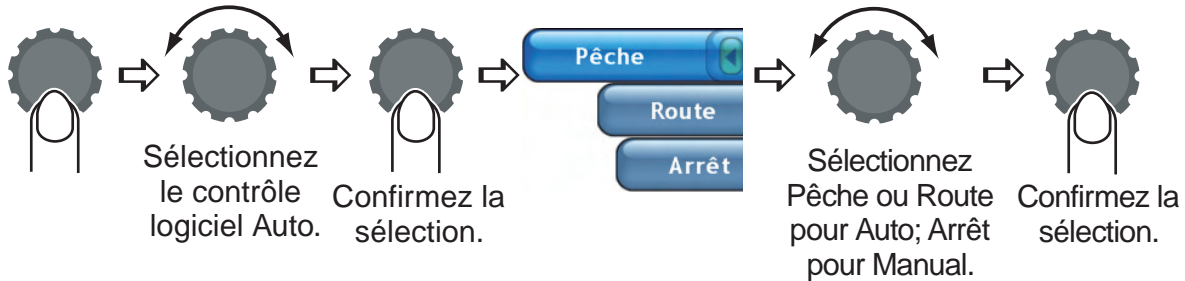 Sélectionnez
le contrôle
logiciel Auto.
Confirmez la
sélection.
Pêche
Route
Arrêt
Sélectionnez
Pêche ou Route
pour Auto; Arrêt
pour Manual.
Confirmez la
sélection.